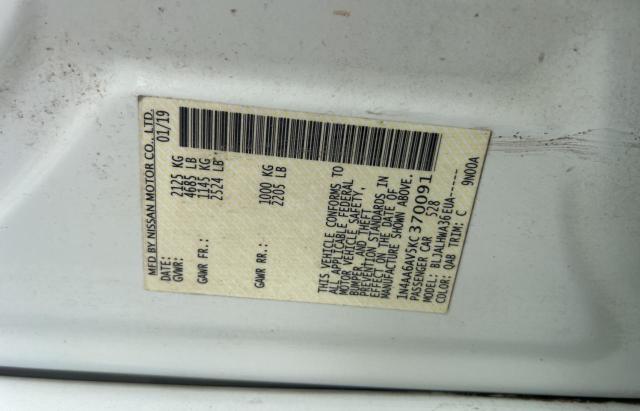 MFD BY NISSAN MOTOR CO., LTD.
DATE: 01/19
GVWR: 2125 KG
4685 LB
GAWR FR.: 1145 KG
2524 LB
GAWR RR.: 1000 KG
2205 LB
THIS VEHICLE CONFORMS TO
ALL APPLICABLE FEDERAL
MOTOR VEHICLE SAFETY,
BUMPER, AND THEFT
PREVENTION STANDARDS IN
EFFECT ON THE DATE OF
MANUFACTURE SHOWN ABOVE.
1N4AA6AV5KC370091
PASSENGER CAR 528
MODEL: BLJALHWA36EUA-----
COLOR: QAB TRIM: C 9N00A